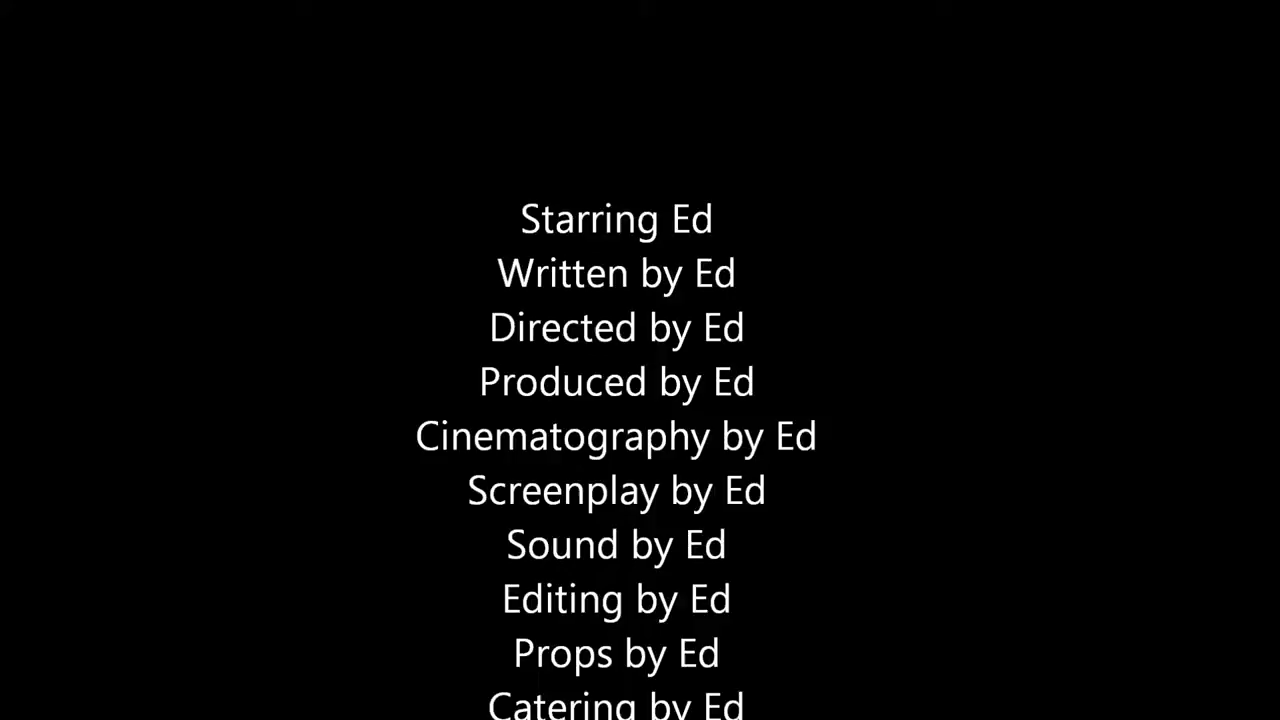 Starring Ed
Written by Ed
Directed by Ed
Produced by Ed
Cinematography by Ed
Screenplay by Ed
Sound by Ed
Editing by Ed
Props by Ed
Catering by Ed